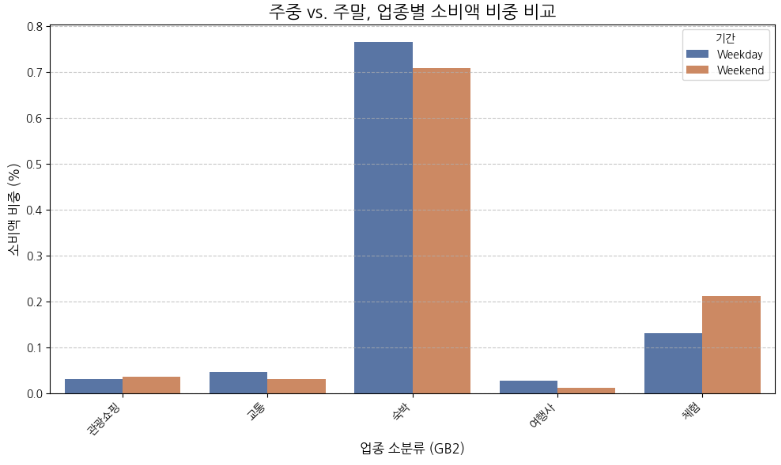 주중 vs. 주말, 업종별 소비액 비중 비교
기간
Weekday
Weekend
소비액 비중 (%)
0.8
0.7
0.6
0.5
0.4
0.3
0.2
0.1
0.0
관광쇼핑
교통
숙박
여행사
체험
업종 소분류 (GB2)